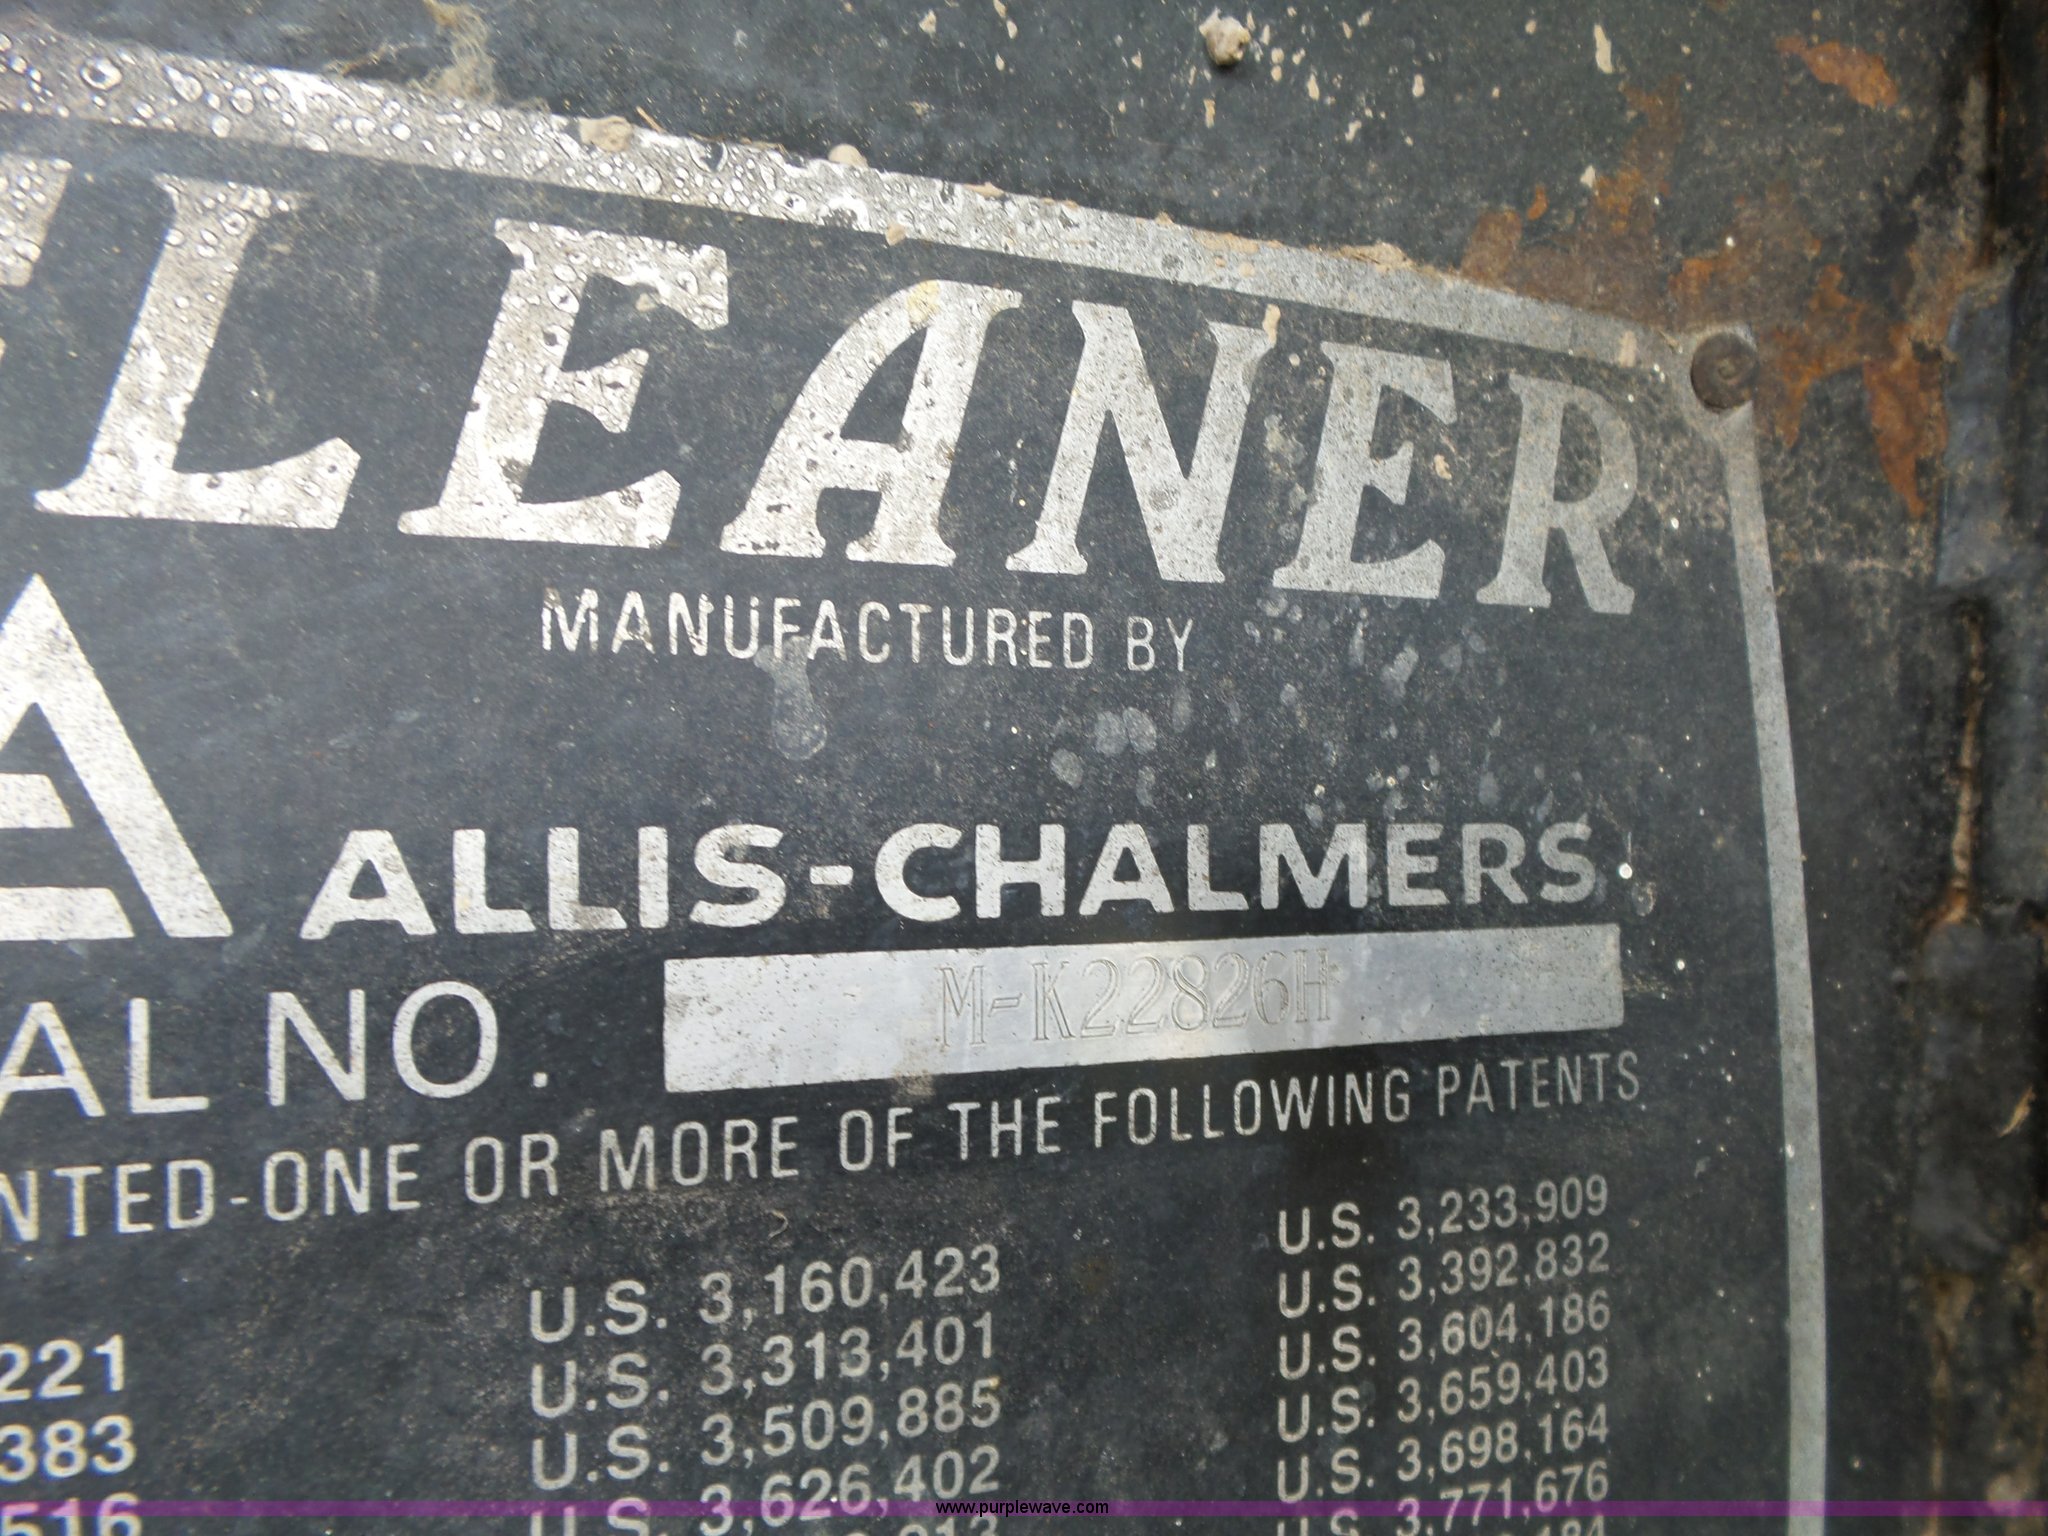 LEANER
MANUFACTURED BY
ALLIS-CHALMERS
AL NO. M-K22826H
NTED-ONE OR MORE OF THE FOLLOWING PATENTS
U.S. 3,233,909
U.S. 3,160,423 U.S. 3,392,832
221 U.S. 3,313,401 U.S. 3,604,186
383 U.S. 3,509,885 U.S. 3,659,403
516 U.S. 3,626,402 U.S. 3,698,164
U.S. 3,771,676
www.purplewave.com